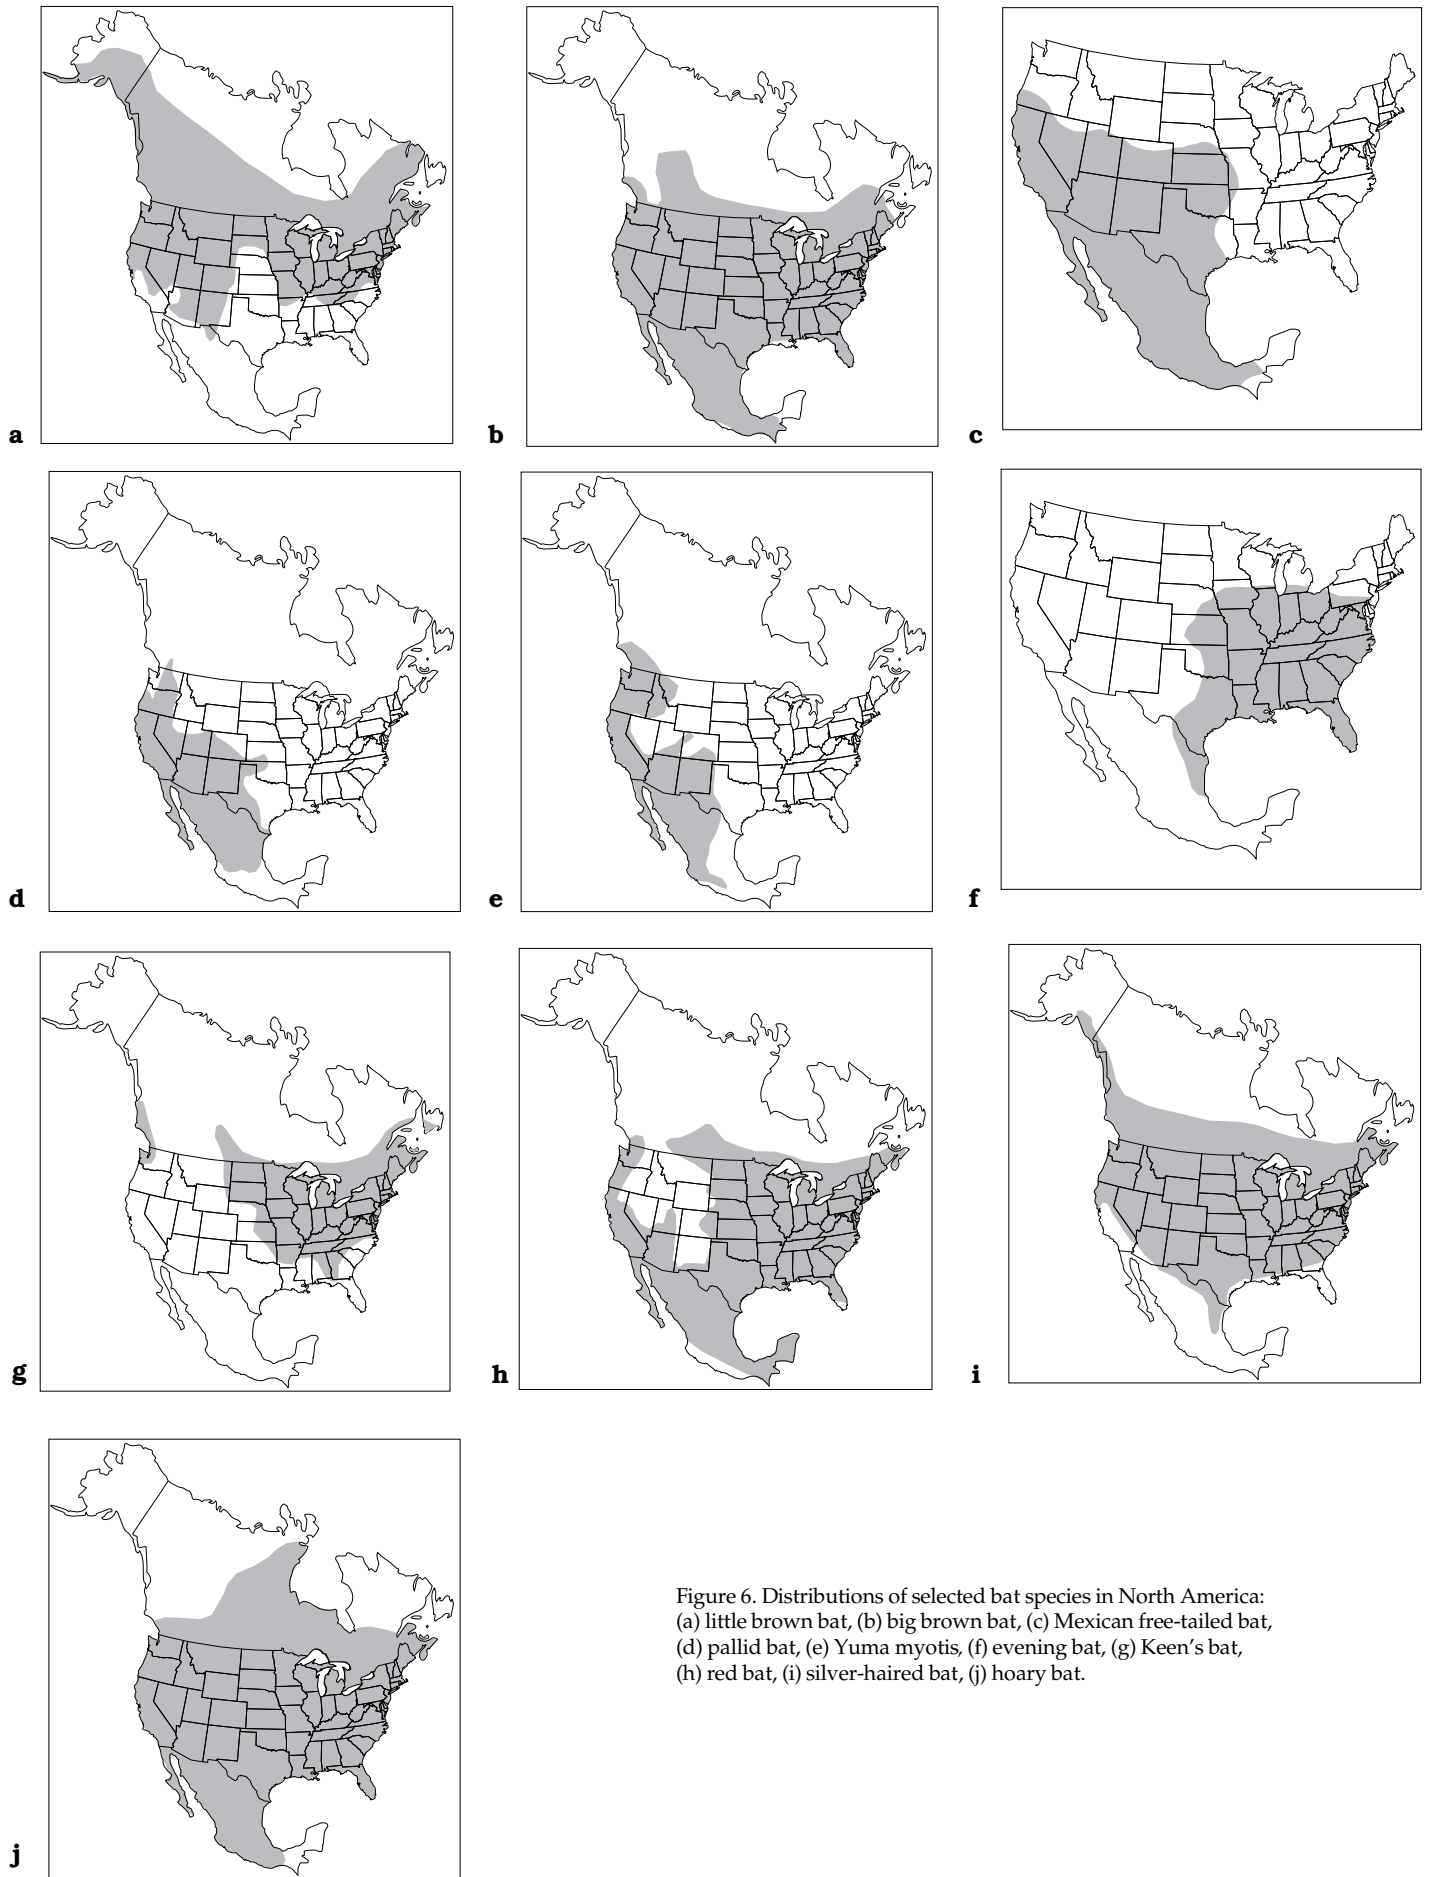 a
b
c
d
e
f
g
h
i
j
Figure 6. Distributions of selected bat species in North America:
(a) little brown bat, (b) big brown bat, (c) Mexican free-tailed bat,
(d) pallid bat, (e) Yuma myotis, (f) evening bat, (g) Keen's bat,
(h) red bat, (i) silver-haired bat, (j) hoary bat.